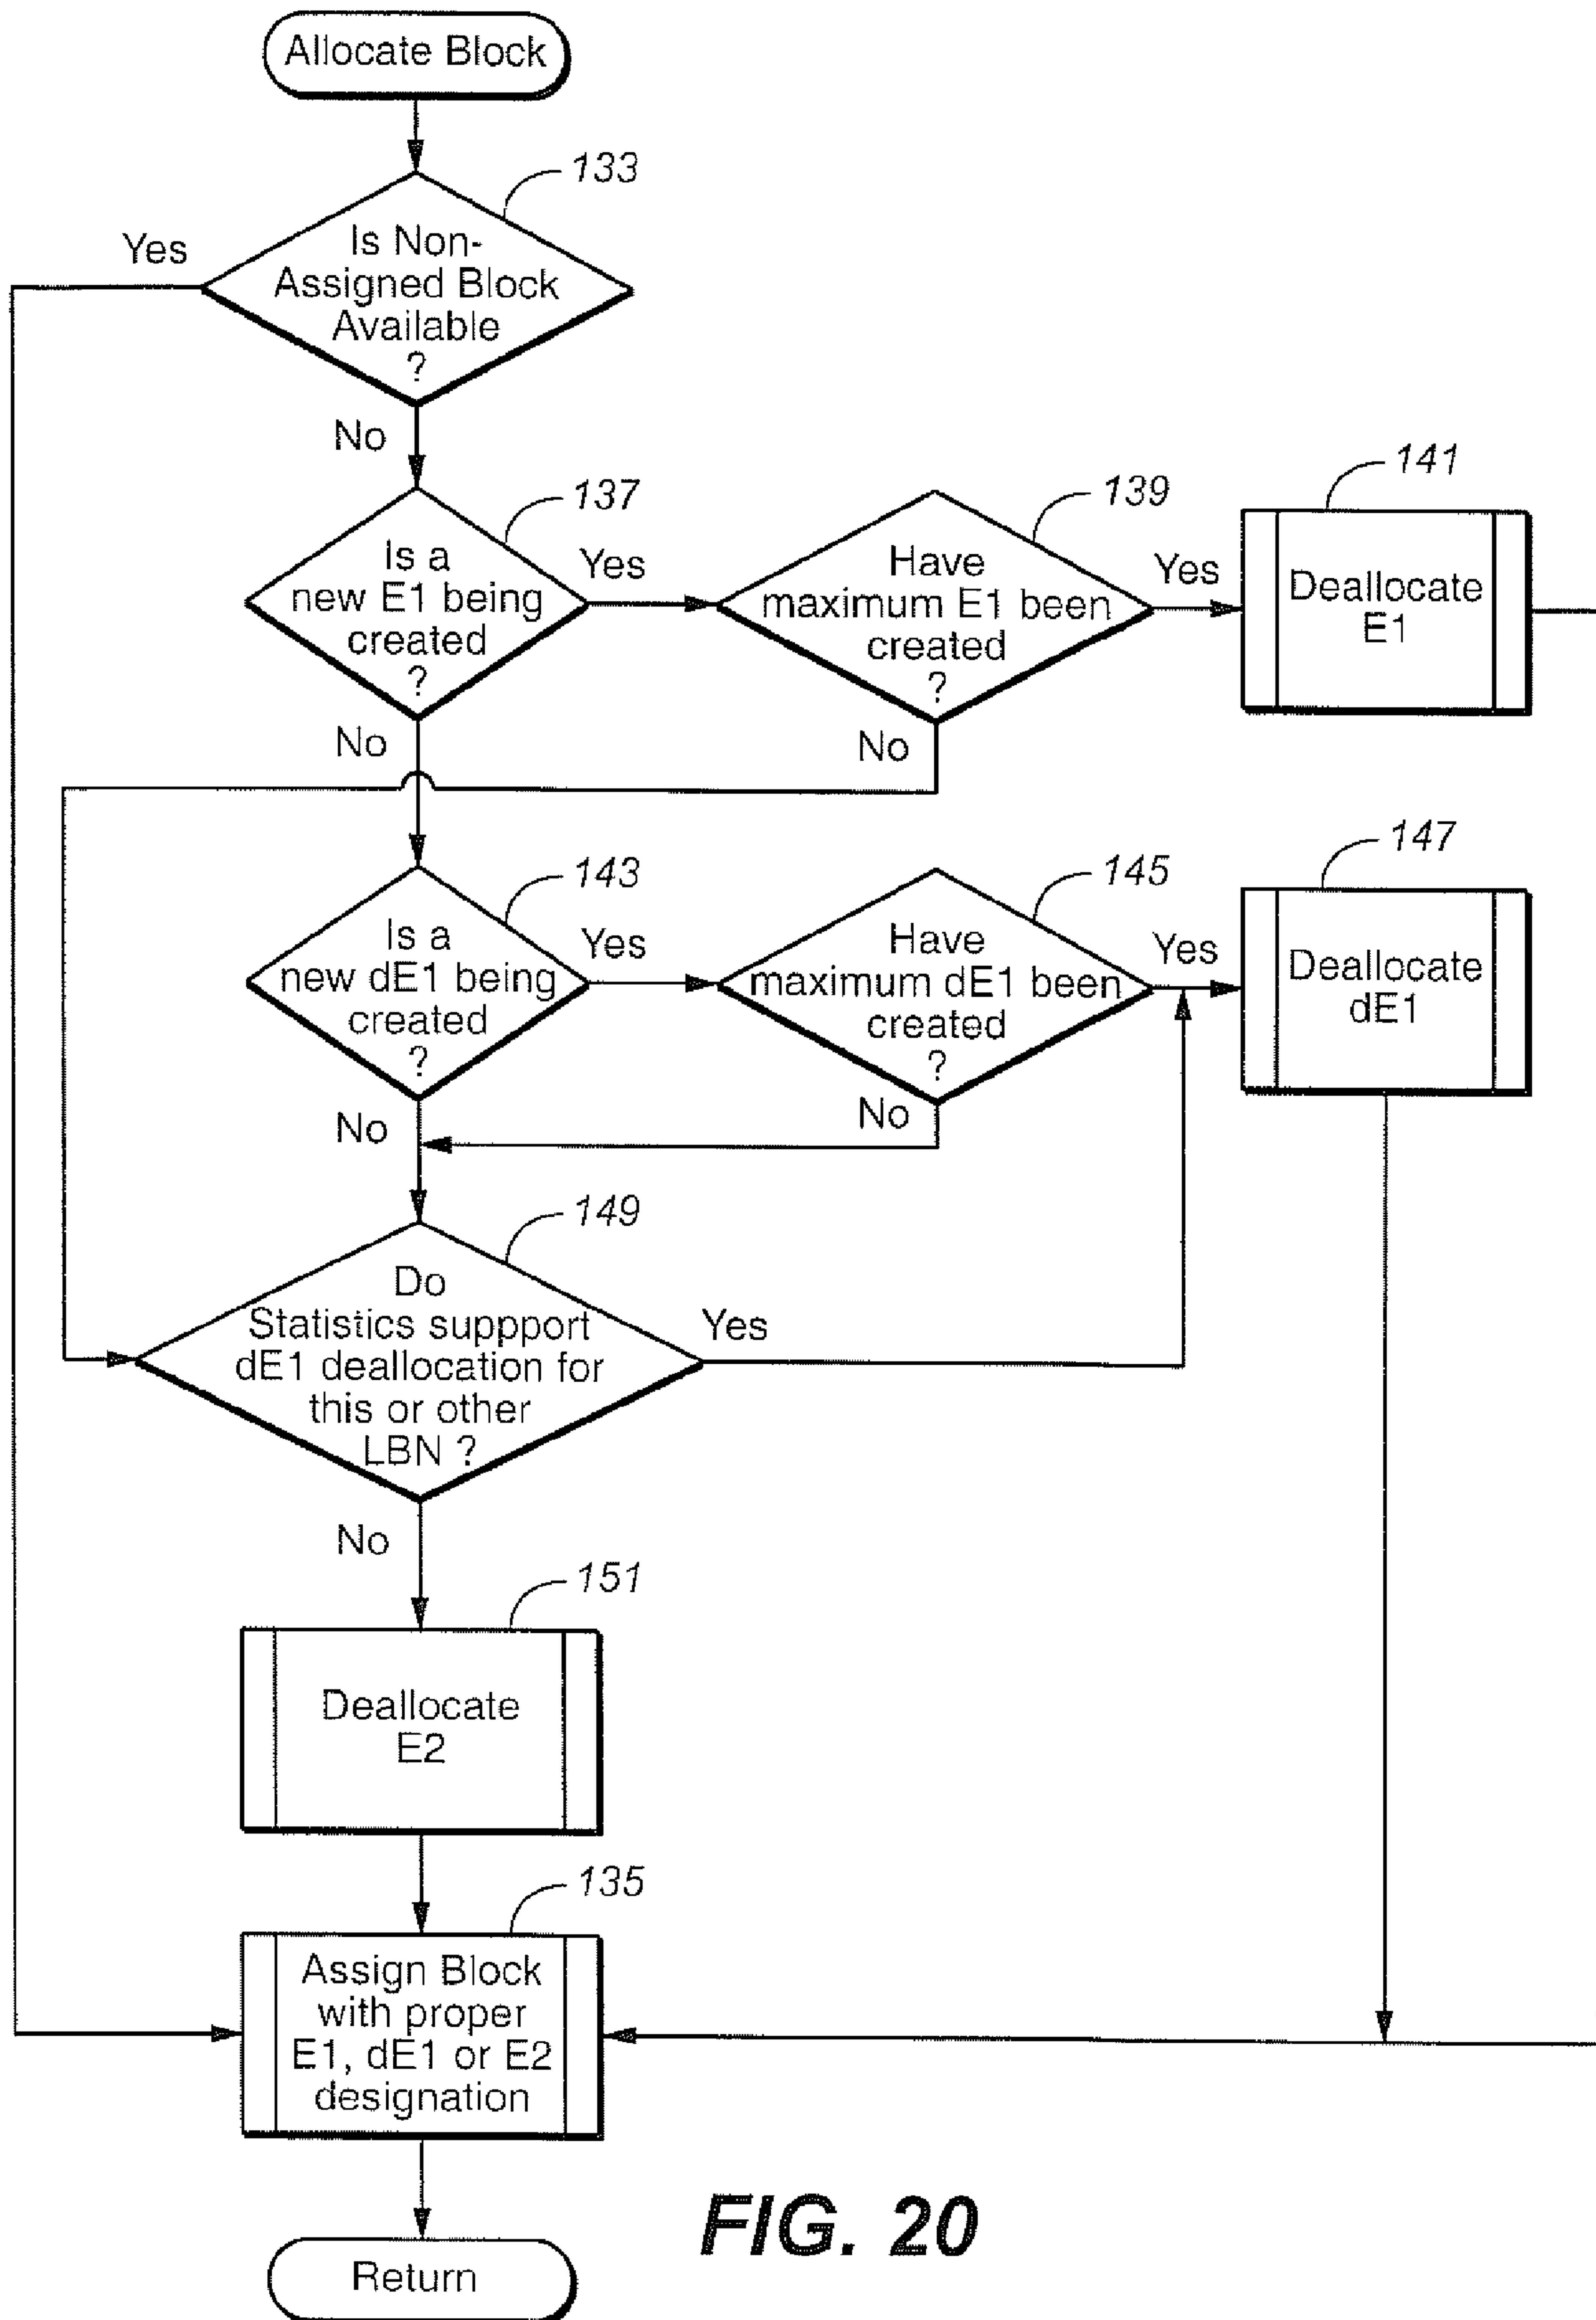 Allocate Block
133
Yes
Is Non-
Assigned Block
Available
?
No
137
Is a
new E1 being
created
?
Yes
139
Have
maximum E1 been
created
?
Yes
141
Deallocate
E1
No
No
143
Is a
new dE1 being
created
?
Yes
145
Have
maximum dE1 been
created
?
Yes
147
Deallocate
dE1
No
No
149
Do
Statistics suppport
dE1 deallocation for
this or other
LBN ?
Yes
No
151
Deallocate
E2
135
Assign Block
with proper
E1, dE1 or E2
designation
Return
FIG. 20